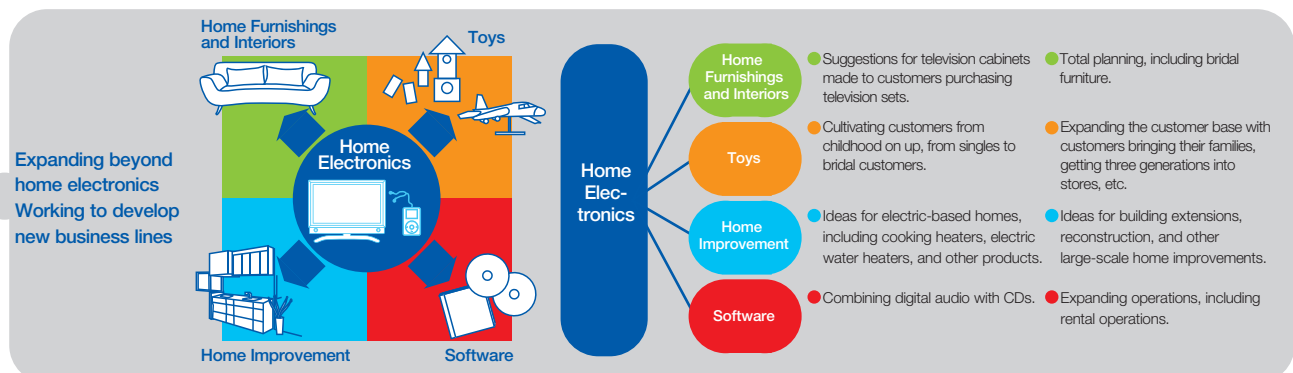 Expanding beyond
home electronics
Working to develop
new business lines
Home Furnishings
and Interiors
Toys
Home
Electronics
Home Improvement
Software
Home
Elec-
tronics
Home
Furnishings
and Interiors
Suggestions for television cabinets
made to customers purchasing
television sets.
Total planning, including bridal
furniture.
Toys
Cultivating customers from
childhood on up, from singles to
bridal customers.
Expanding the customer base with
customers bringing their families,
getting three generations into
stores, etc.
Home
Improvement
Ideas for electric-based homes,
including cooking heaters, electric
water heaters, and other products.
Ideas for building extensions,
reconstruction, and other
large-scale home improvements.
Software
Combining digital audio with CDs.
Expanding operations, including
rental operations.